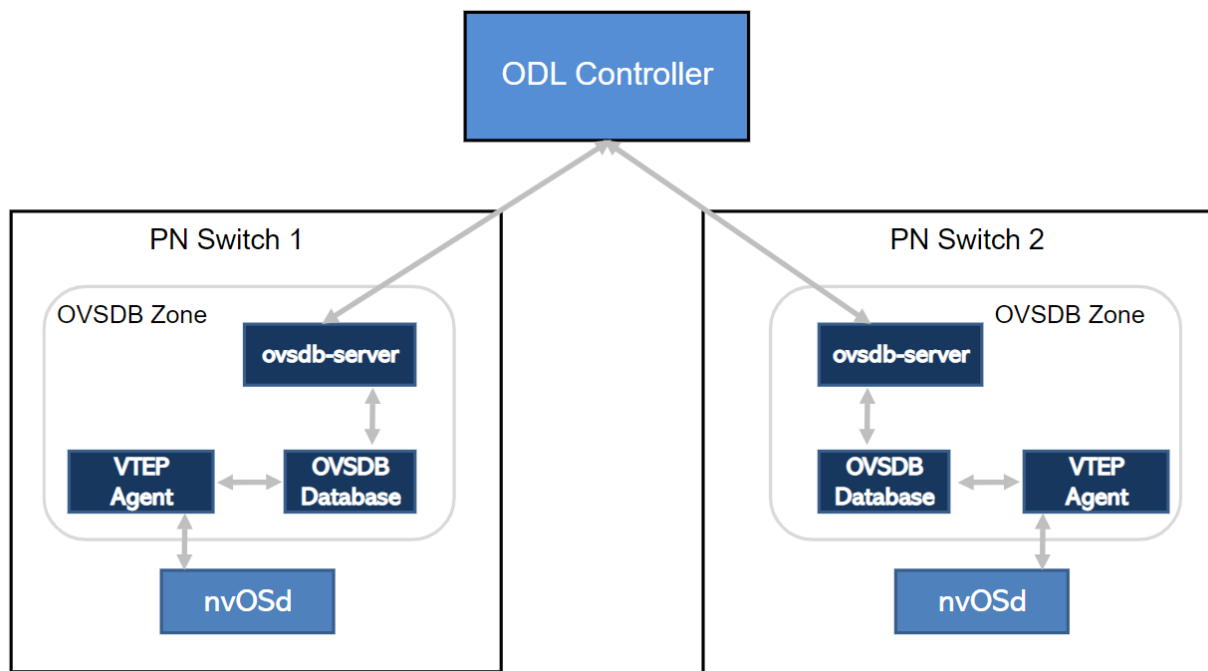 ODL Controller
PN Switch 1
OVSDB Zone
ovsdb-server
VTEP
Agent
OVSDB
Database
nvOSd
PN Switch 2
OVSDB Zone
ovsdb-server
OVSDB
Database
VTEP
Agent
nvOSd